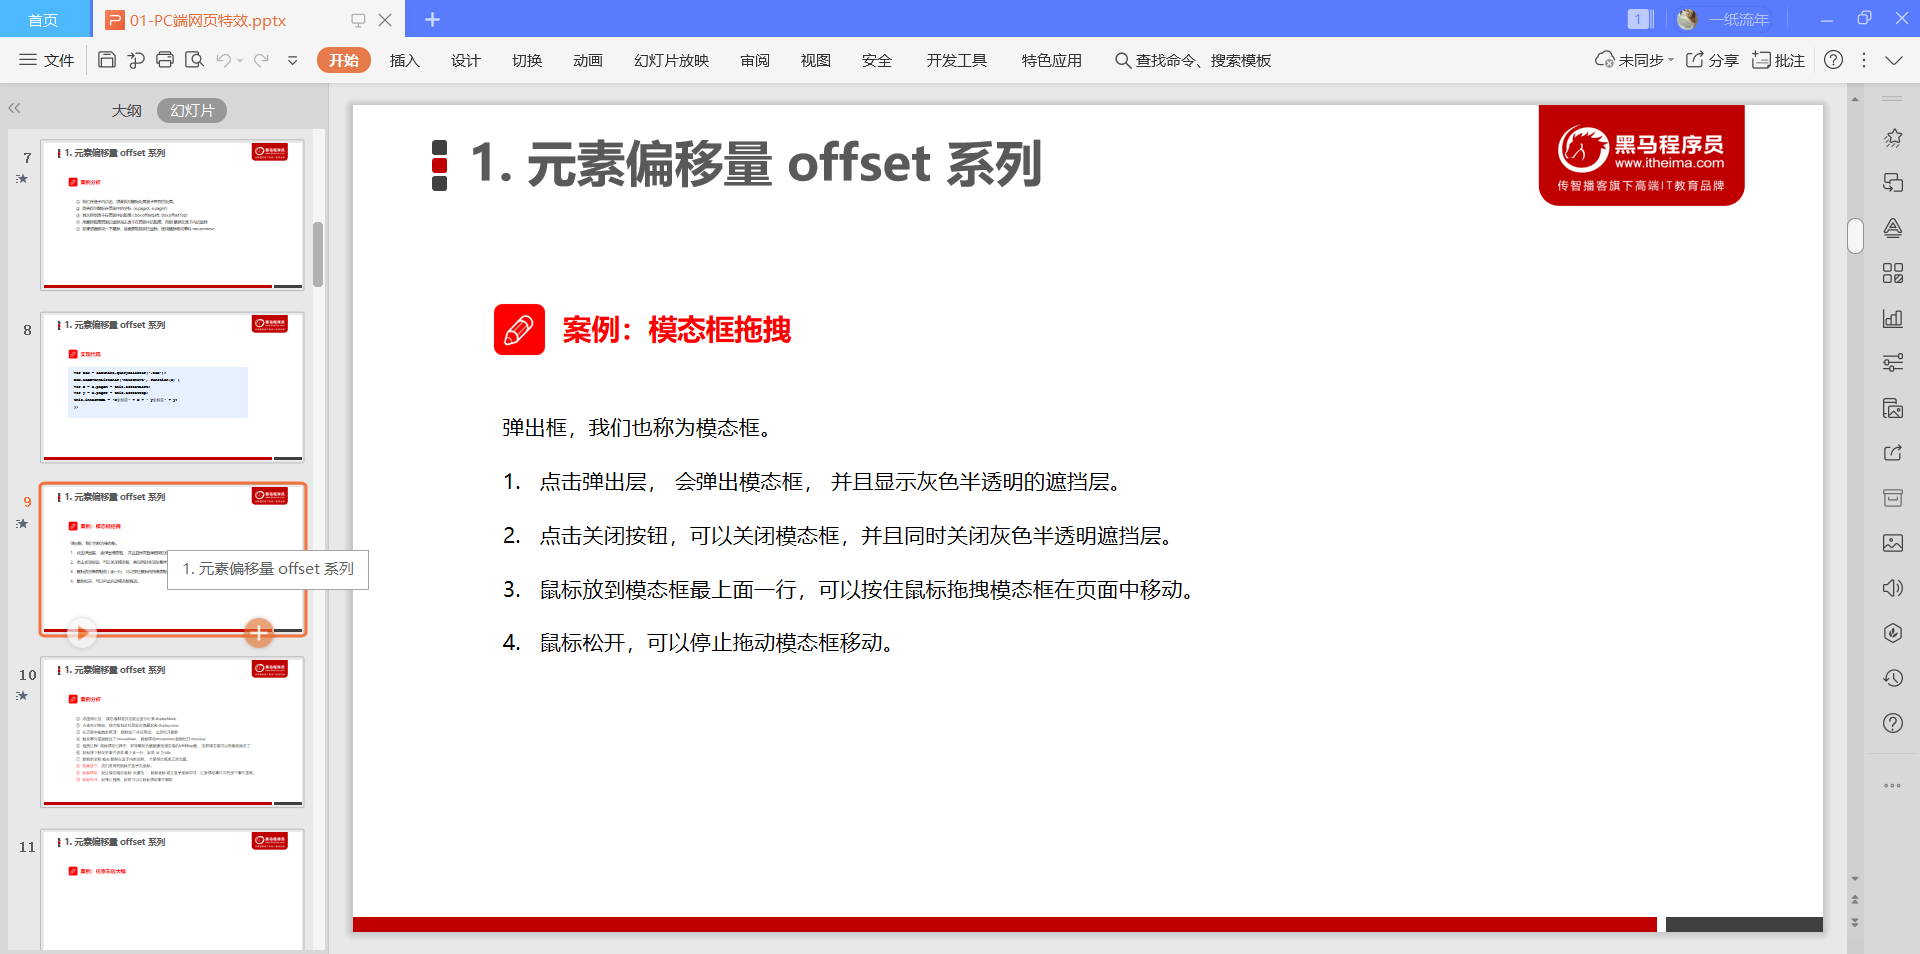 首页
01-PC端网页特效.pptx
1
一纸流年
文件
开始
插入
设计
切换
动画
幻灯片放映
审阅
视图
安全
开发工具
特色应用
查找命令、搜索模板
未同步
分享
批注
大纲
幻灯片
7
1. 元素偏移量 offset 系列
案例分析
8
1. 元素偏移量 offset 系列
实现代码
9
1. 元素偏移量 offset 系列
案例：模态框拖拽
1. 元素偏移量 offset 系列
10
1. 元素偏移量 offset 系列
案例分析
11
1. 元素偏移量 offset 系列
案例：仿京东放大镜
1. 元素偏移量 offset 系列
黑马程序员
www.itheima.com
传智播客旗下高端IT教育品牌
案例：模态框拖拽
弹出框，我们也称为模态框。
1. 点击弹出层， 会弹出模态框， 并且显示灰色半透明的遮挡层。
2. 点击关闭按钮，可以关闭模态框，并且同时关闭灰色半透明遮挡层。
3. 鼠标放到模态框最上面一行，可以按住鼠标拖拽模态框在页面中移动。
4. 鼠标松开，可以停止拖动模态框移动。